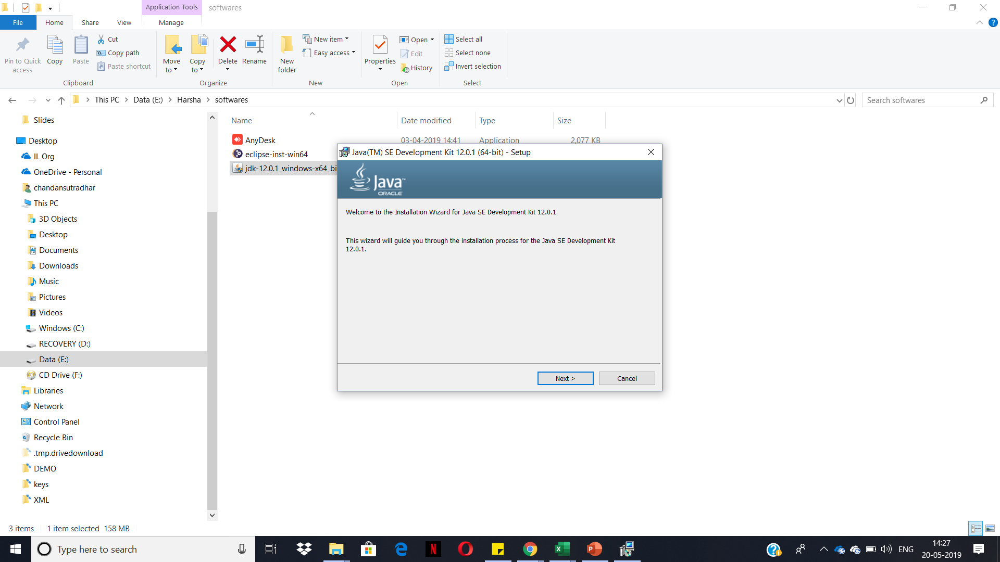 Application Tools
softwares
File
Home
Share
View
Manage
Pin to Quick
access
Copy
Paste
Cut
Copy path
Paste shortcut
Clipboard
Move
to
Copy
to
Delete
Rename
Organize
New
folder
New item
Easy access
New
Properties
Open
Edit
History
Open
Select all
Select none
Invert selection
Select
This PC > Data (E:) > Harsha > softwares
Search softwares
Slides
Desktop
IL Org
OneDrive - Personal
chandansutradhar
This PC
3D Objects
Desktop
Documents
Downloads
Music
Pictures
Videos
Windows (C:)
RECOVERY (D:)
Data (E:)
CD Drive (F:)
Libraries
Network
Control Panel
Recycle Bin
.tmp.drivedownload
DEMO
keys
XML
Name Date modified Type Size
AnyDesk 03-04-2019 14:41 Application 2,077 KB
eclipse-inst-win64
jdk-12.0.1_windows-x64_bi
Java(TM) SE Development Kit 12.0.1 (64-bit) - Setup
Java™
ORACLE
Welcome to the Installation Wizard for Java SE Development Kit 12.0.1
This wizard will guide you through the installation process for the Java SE Development Kit
12.0.1.
Next >
Cancel
3 items 1 item selected 158 MB
Type here to search
ENG
14:27
20-05-2019